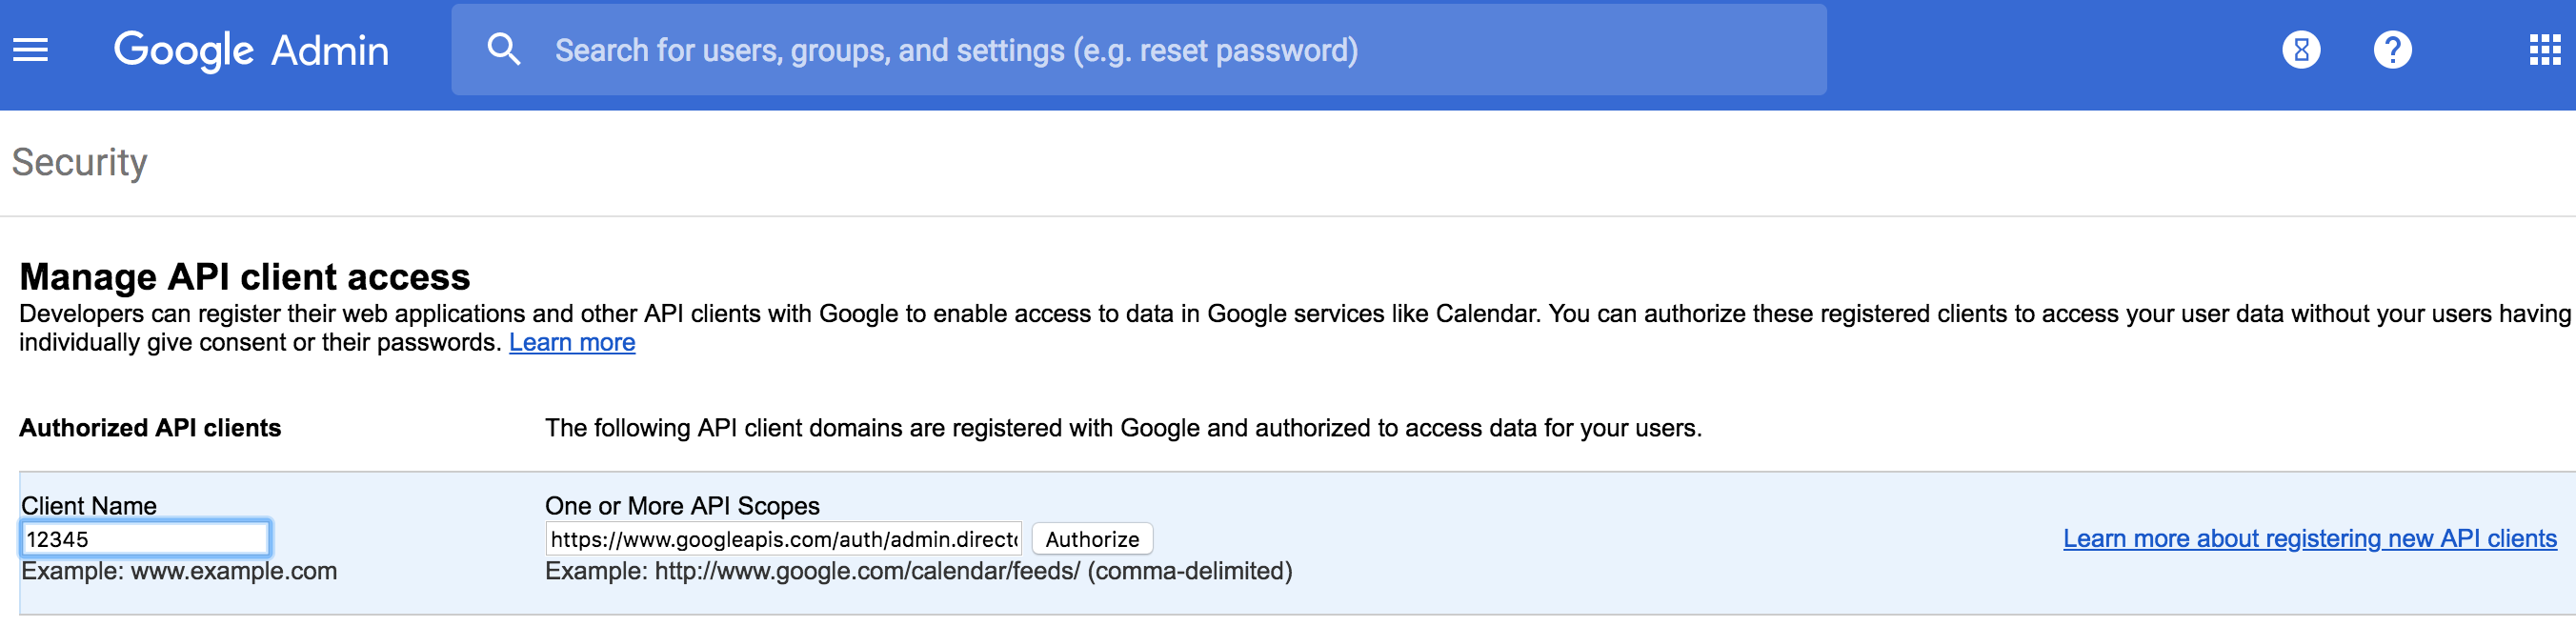 Google Admin
Search for users, groups, and settings (e.g. reset password)
?
Security
Manage API client access
Developers can register their web applications and other API clients with Google to enable access to data in Google services like Calendar. You can authorize these registered clients to access your user data without your users having
individually give consent or their passwords. Learn more
Authorized API clients
The following API client domains are registered with Google and authorized to access data for your users.
Client Name
One or More API Scopes
12345
https://www.googleapis.com/auth/admin.direct
Authorize
Learn more about registering new API clients
Example: www.example.com
Example: http://www.google.com/calendar/feeds/ (comma-delimited)